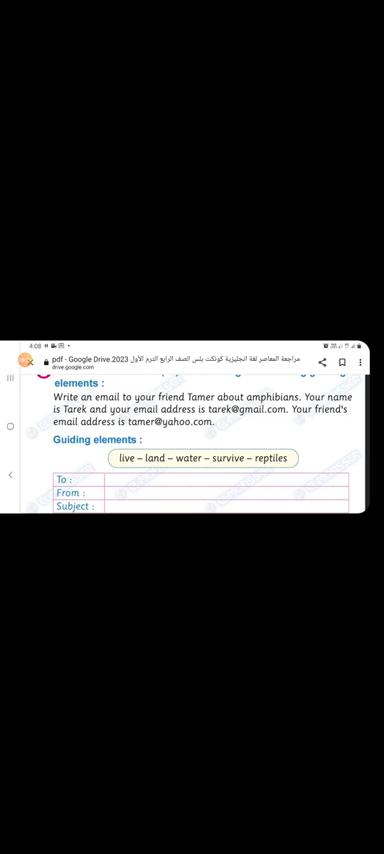 4:08
مراجعة المعاصر لغة انجليزية كونكت بلس الصف الرابع الترم الأول 2023.pdf - Google Drive
drive.google.com
elements :
Write an email to your friend Tamer about amphibians. Your name
is Tarek and your email address is tarek@gmail.com. Your friend's
email address is tamer@yahoo.com.
Guiding elements :
live – land – water – survive – reptiles
To :
From :
Subject :